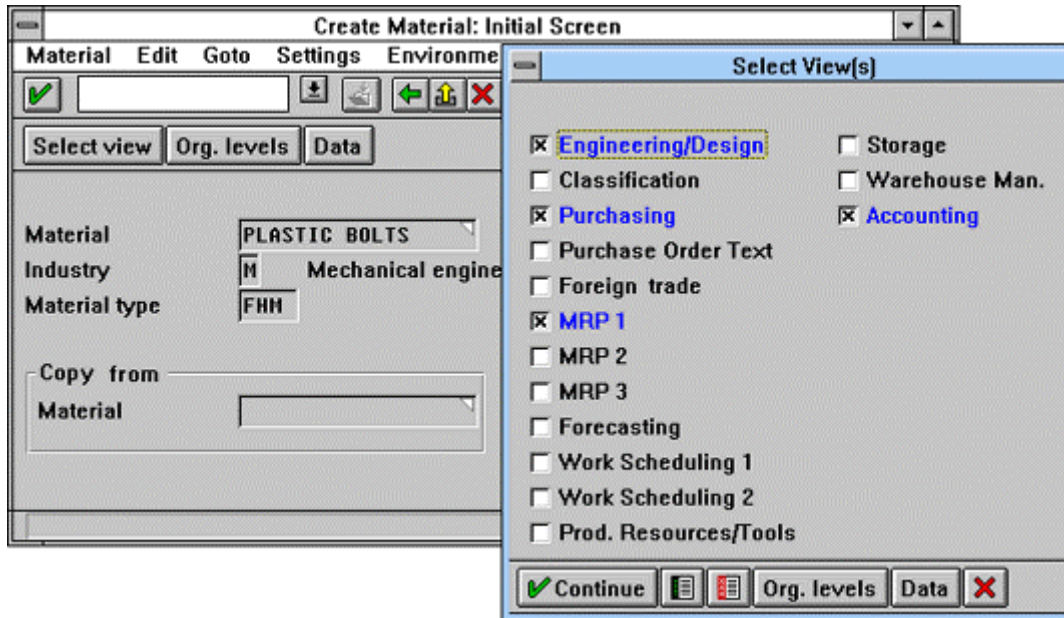 Create Material: Initial Screen
Material Edit Goto Settings Environme
Select view Org. levels Data
Material PLASTIC BOLTS
Industry M Mechanical engine
Material type FHM
Copy from
Material
Select View(s)
Engineering/Design Storage
Classification Warehouse Man.
Purchasing Accounting
Purchase Order Text
Foreign trade
MRP 1
MRP 2
MRP 3
Forecasting
Work Scheduling 1
Work Scheduling 2
Prod. Resources/Tools
Continue Org. levels Data